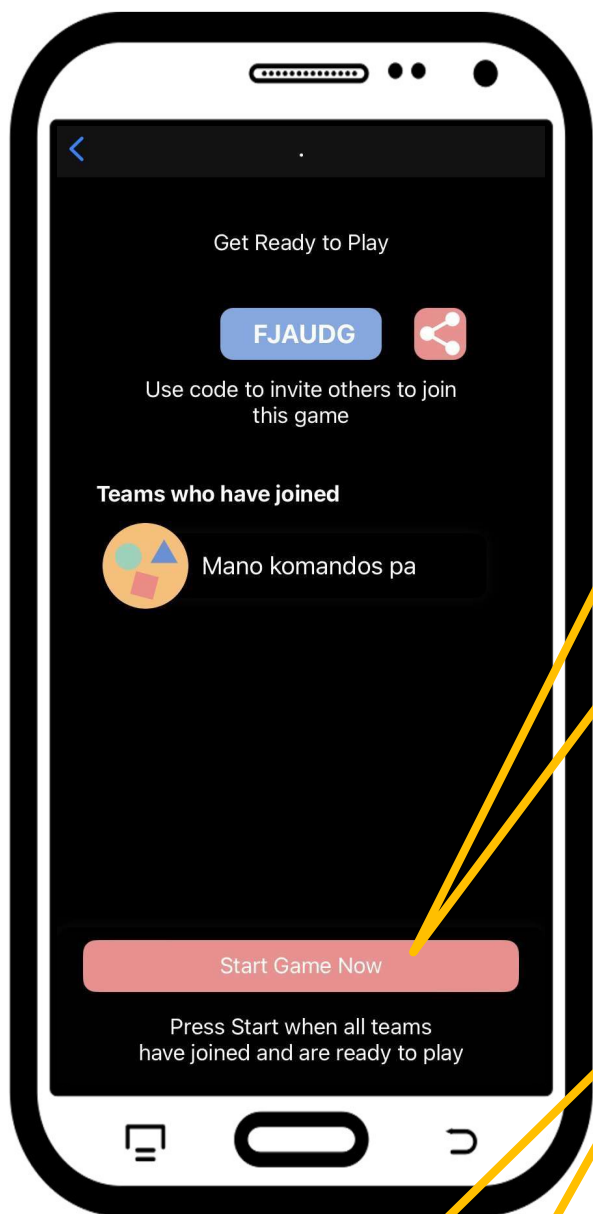 .
Get Ready to Play
FJAUDG
Use code to invite others to join
this game
Teams who have joined
Mano komandos pa
Start Game Now
Press Start when all teams
have joined and are ready to play